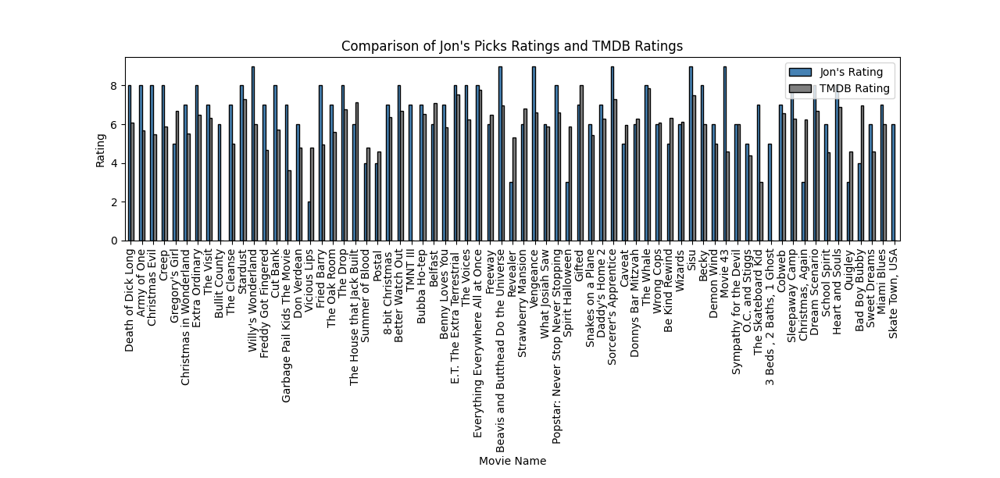 Comparison of Jon's Picks Ratings and TMDB Ratings
Jon's Rating
TMDB Rating
Rating
8
6
4
2
0
Death of Dick Long
Army of One
Christmas Evil
Creep
Gregory's Girl
Christmas in Wonderland
Extra Ordinary
The Visit
Bullit County
The Cleanse
Stardust
Willy's Wonderland
Freddy Got Fingered
Cut Bank
Garbage Pail Kids The Movie
Don Verdean
Vicious Lips
Fried Barry
The Oak Room
The Drop
The House that Jack Built
Summer of Blood
Postal
8-bit Christmas
Better Watch Out
TMNT III
Bubba Ho-tep
Belfast
Benny Loves You
E.T. The Extra Terrestrial
The Voices
Everything Everywhere All at Once
Freeway
Beavis and Butthead Do the Universe
Revealer
Strawberry Mansion
Vengeance
What Josiah Saw
Popstar: Never Stop Never Stopping
Spirit Halloween
Gifted
Snakes on a Plane
Daddy's Home 2
Sorcerer's Apprentice
Caveat
Donnys Bar Mitzvah
The Whale
Wrong Cops
Be Kind Rewind
Wizards
Sisu
Becky
Demon Wind
Movie 43
Sympathy for the Devil
O.C. and Stiggs
The Skateboard Kid
3 Beds , 2 Baths, 1 Ghost
Cobweb
Sleepaway Camp
Christmas, Again
Dream Scenario
School Spirit
Heart and Souls
Quigley
Bad Boy Bubby
Sweet Dreams
Miami Blues
Skate Town, USA
Movie Name